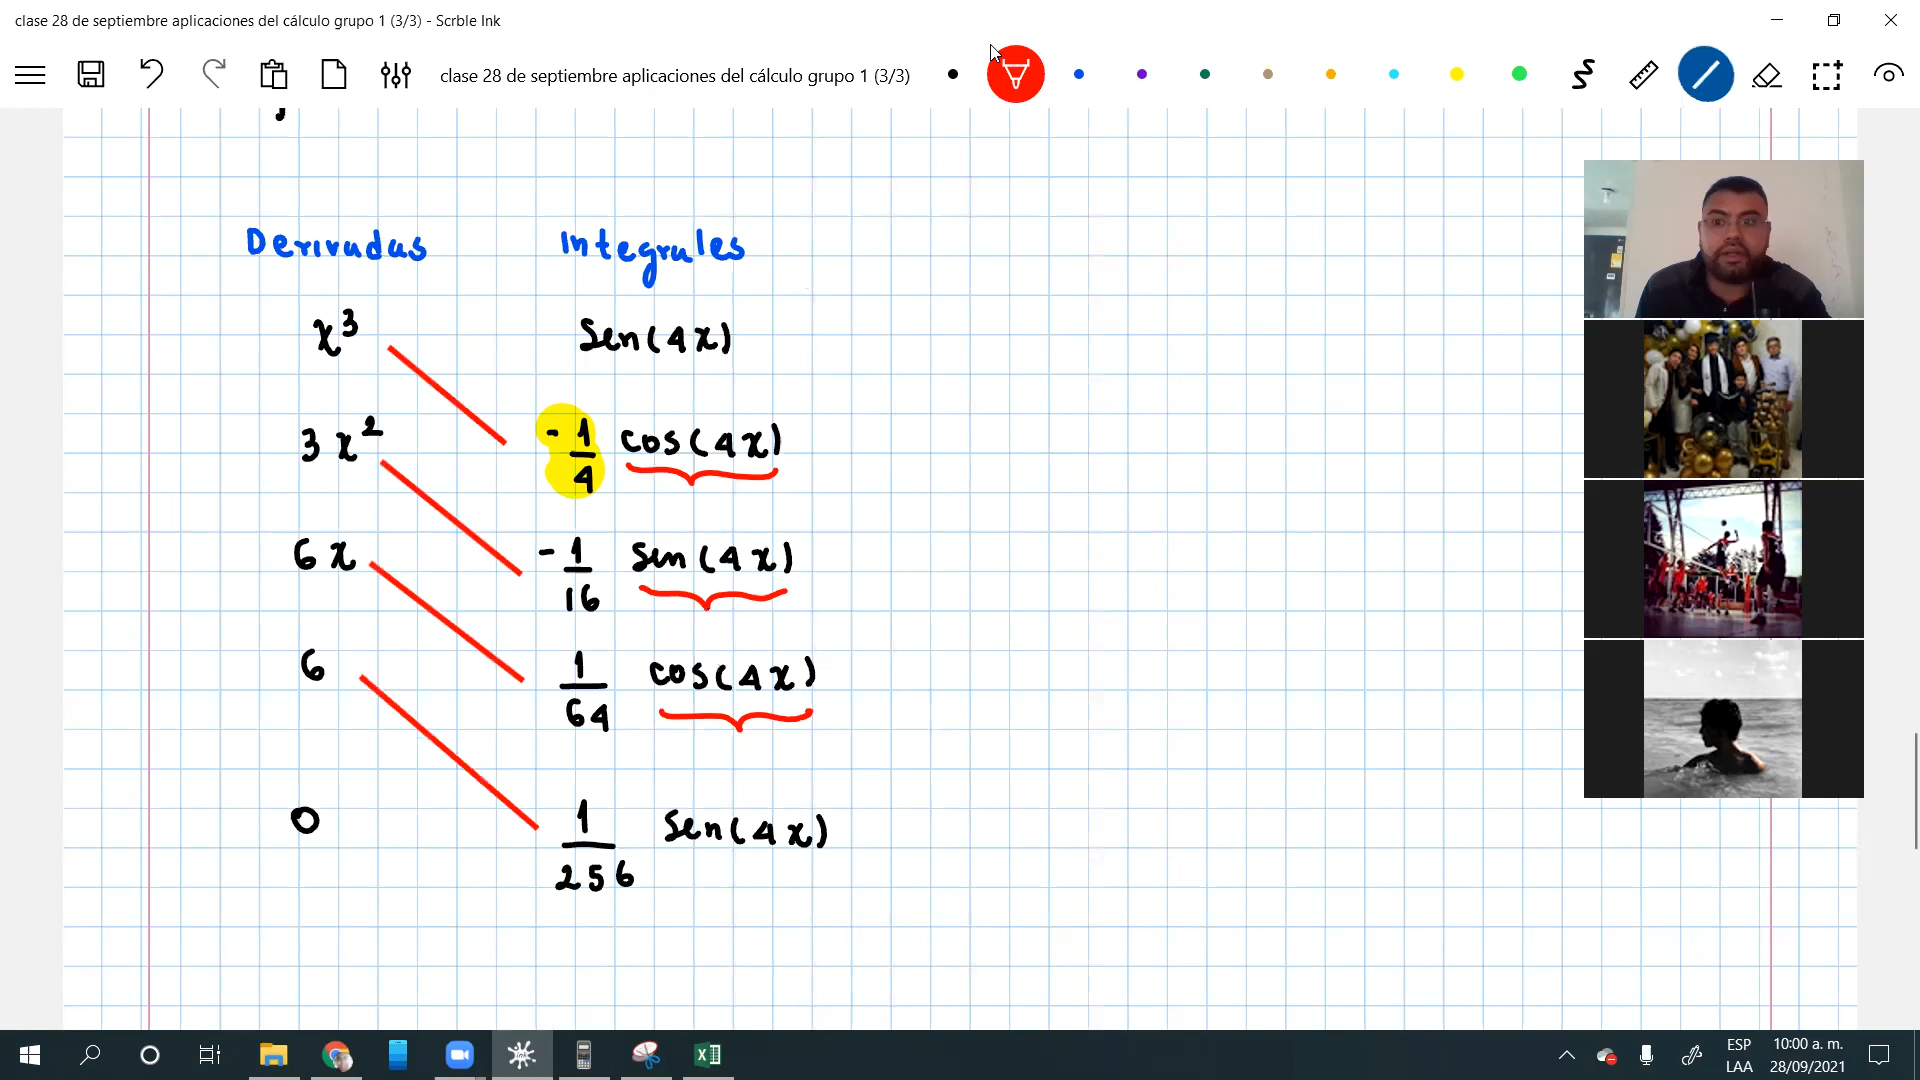 clase 28 de septiembre aplicaciones del cálculo grupo 1 (3/3) - Scrble Ink
clase 28 de septiembre aplicaciones del cálculo grupo 1 (3/3)
Derivadas Integrales
x³ Sen(4x)
3x² -1/4 cos(4x)
6x -1/16 sen(4x)
6 1/64 cos(4x)
0 1/256 Sen(4x)
ESP 10:00 a. m.
LAA 28/09/2021